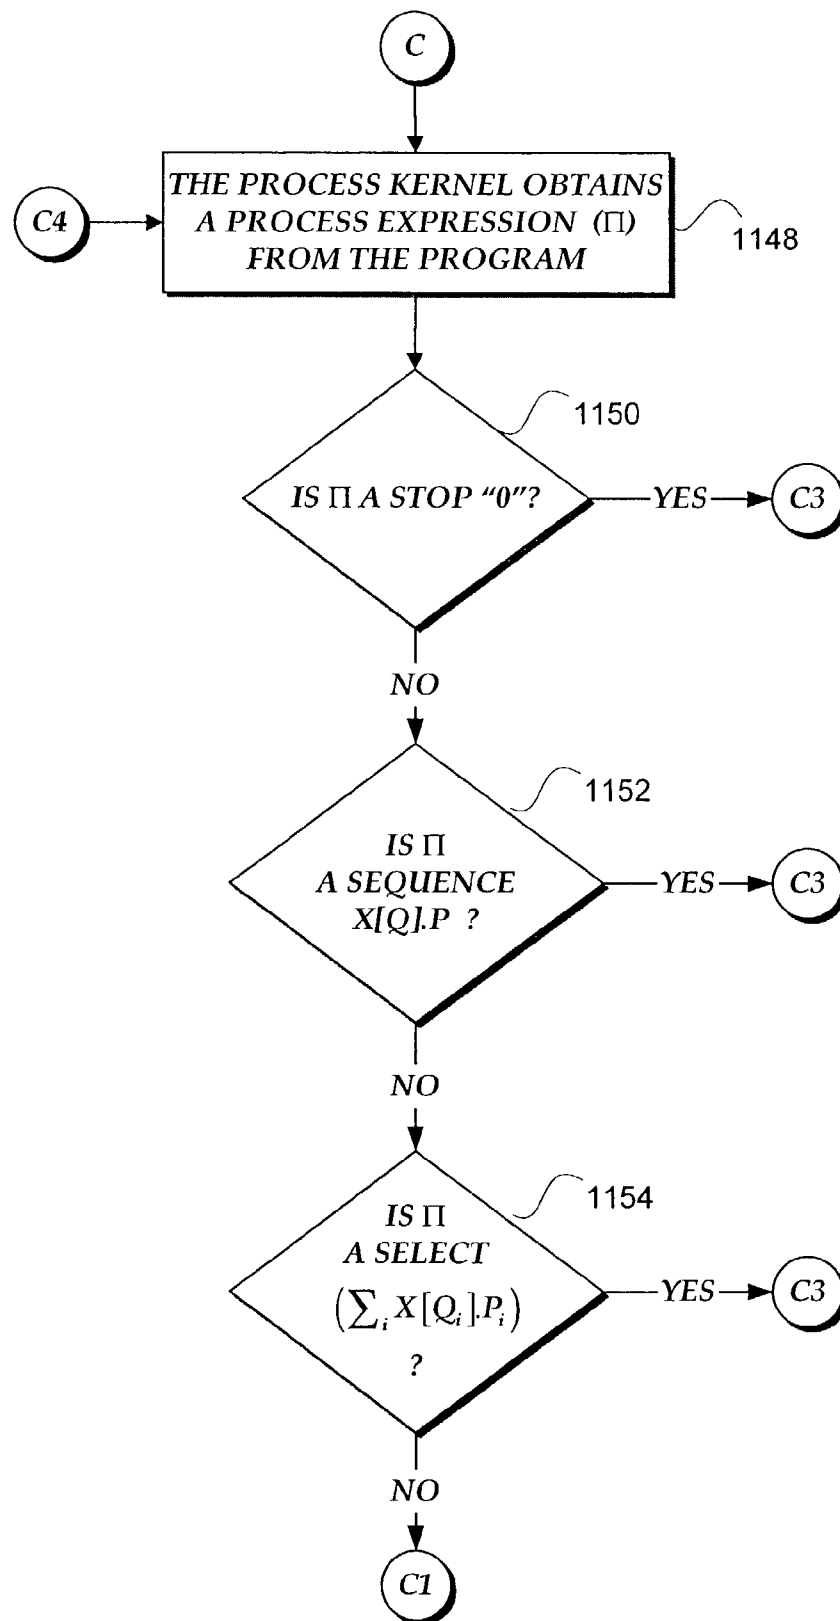 C
THE PROCESS KERNEL OBTAINS
A PROCESS EXPRESSION (Π)
FROM THE PROGRAM
C4
1148
1150
IS Π A STOP “0”?
YES
C3
NO
1152
IS Π
A SEQUENCE
X[Q].P ?
YES
C3
NO
1154
IS Π
A SELECT
(∑ᵢ X[Qᵢ].Pᵢ)
?
YES
C3
NO
C1